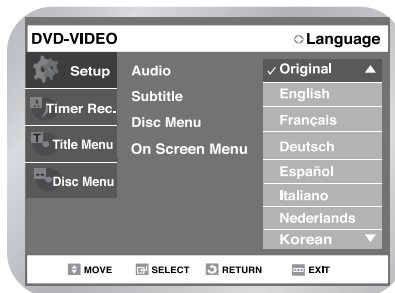 DVD-VIDEO
Language
Setup
Timer Rec.
Title Menu
Disc Menu
Audio
Subtitle
Disc Menu
On Screen Menu
✓ Original
English
Français
Deutsch
Español
Italiano
Nederlands
Korean
MOVE SELECT RETURN EXIT